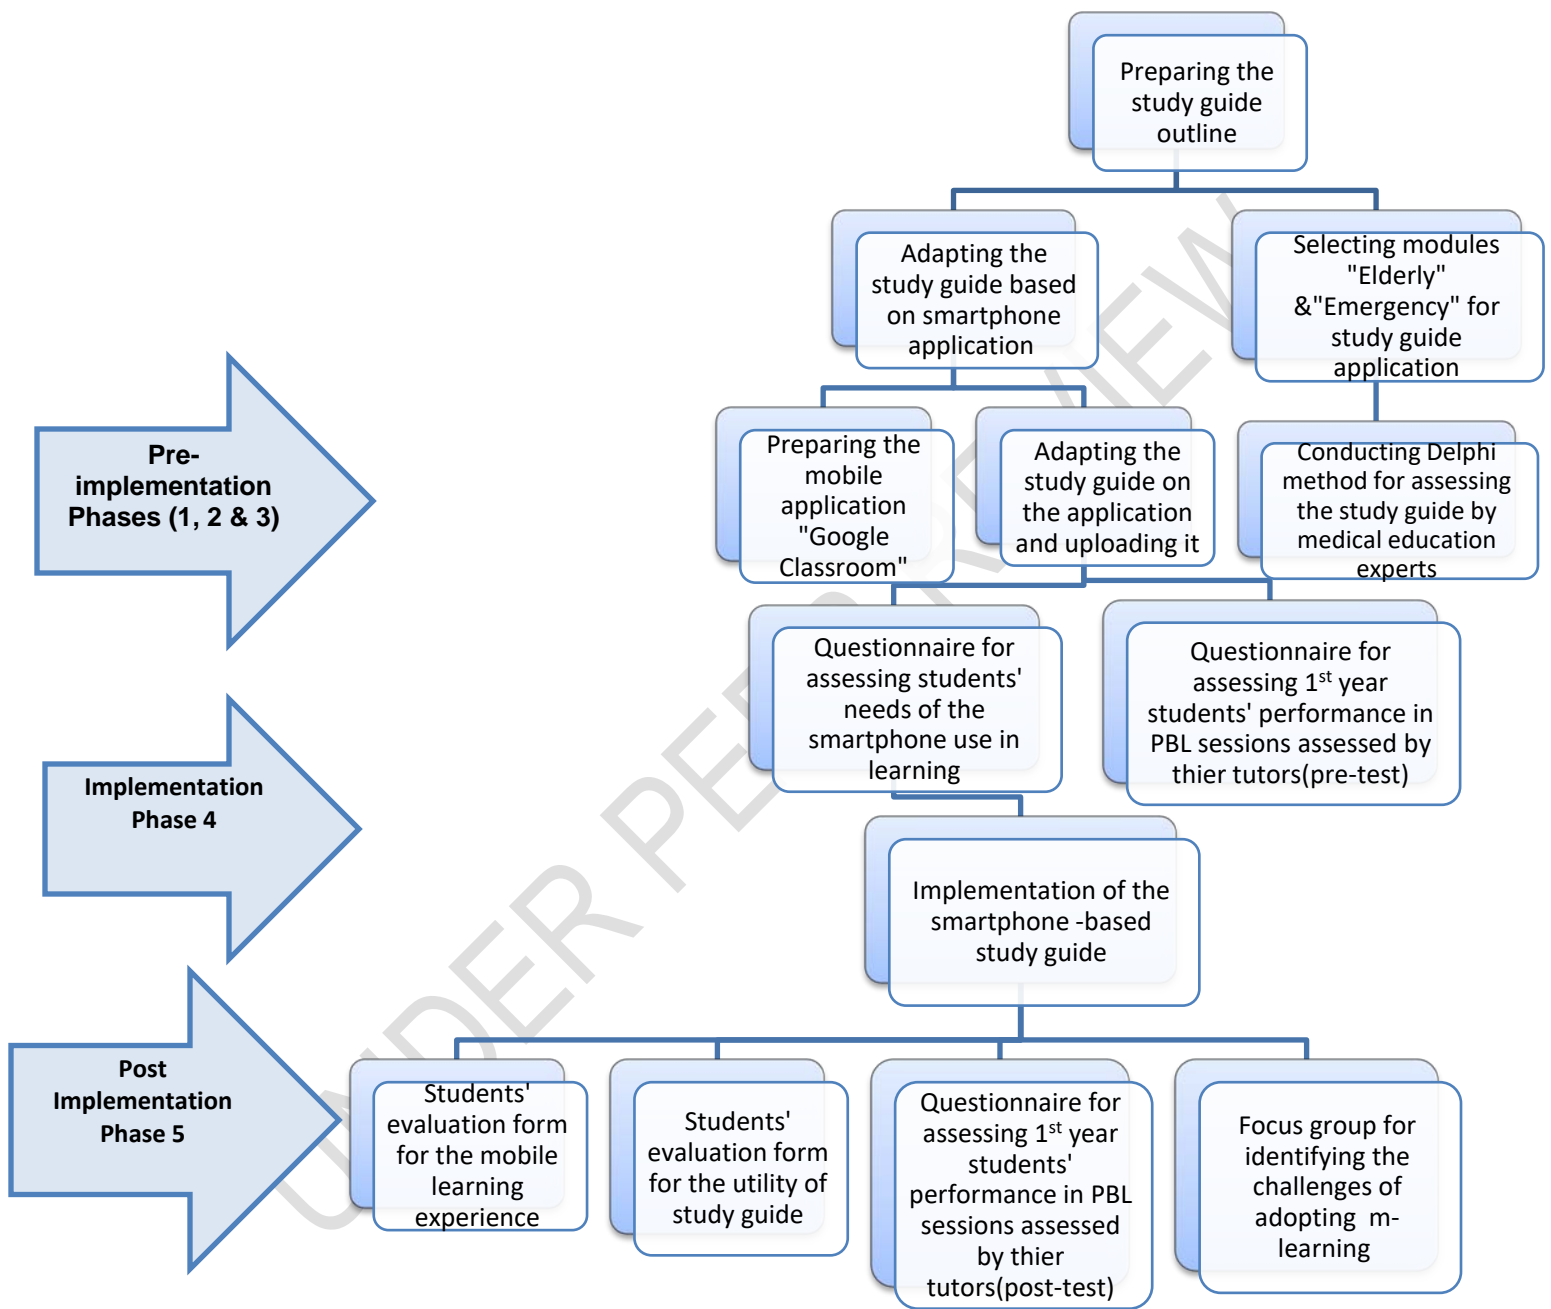 Preparing the
study guide
outline
Adapting the
study guide based
on smartphone
application
Selecting modules
"Elderly"
&"Emergency" for
study guide
application
Pre-
implementation
Phases (1, 2 & 3)
Preparing the
mobile
application
"Google
Classroom"
Adapting the
study guide on
the application
and uploading it
Conducting Delphi
method for assessing
the study guide by
medical education
experts
Questionnaire for
assessing students'
needs of the
smartphone use in
learning
Questionnaire for
assessing 1st year
students' performance in
PBL sessions assessed by
thier tutors(pre-test)
Implementation
Phase 4
Implementation of the
smartphone -based
study guide
Post
Implementation
Phase 5
Students'
evaluation form
for the mobile
learning
experience
Students'
evaluation form
for the utility of
study guide
Questionnaire for
assessing 1st year
students'
performance in PBL
sessions assessed
by thier
tutors(post-test)
Focus group for
identifying the
challenges of
adopting  m-
learning
UNDER PEER REVIEW